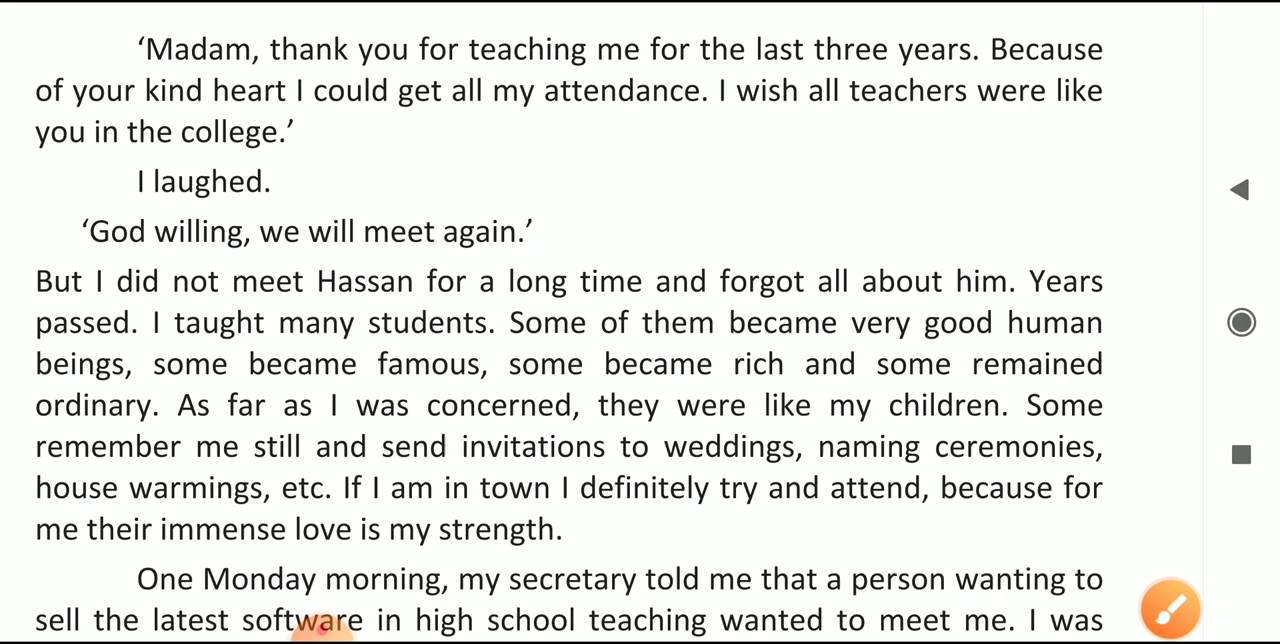 ‘Madam, thank you for teaching me for the last three years. Because
of your kind heart I could get all my attendance. I wish all teachers were like
you in the college.’
I laughed.
‘God willing, we will meet again.’
But I did not meet Hassan for a long time and forgot all about him. Years
passed. I taught many students. Some of them became very good human
beings, some became famous, some became rich and some remained
ordinary. As far as I was concerned, they were like my children. Some
remember me still and send invitations to weddings, naming ceremonies,
house warmings, etc. If I am in town I definitely try and attend, because for
me their immense love is my strength.
One Monday morning, my secretary told me that a person wanting to
sell the latest software in high school teaching wanted to meet me. I was